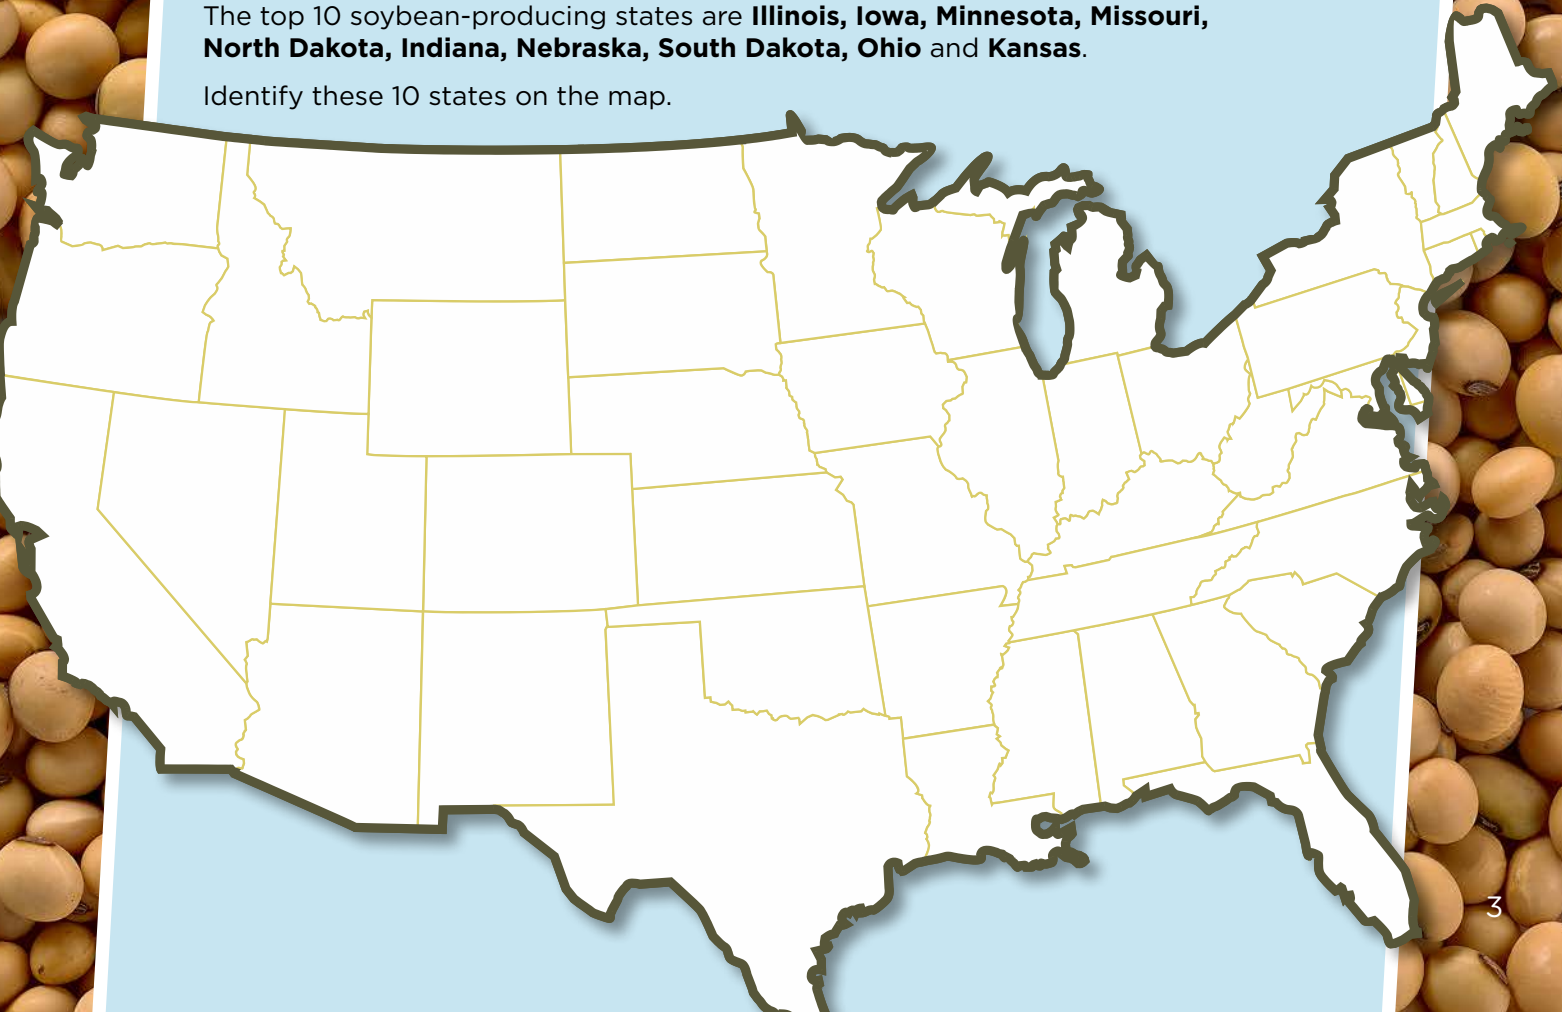 The top 10 soybean-producing states are Illinois, Iowa, Minnesota, Missouri,
North Dakota, Indiana, Nebraska, South Dakota, Ohio and Kansas.
Identify these 10 states on the map.
3